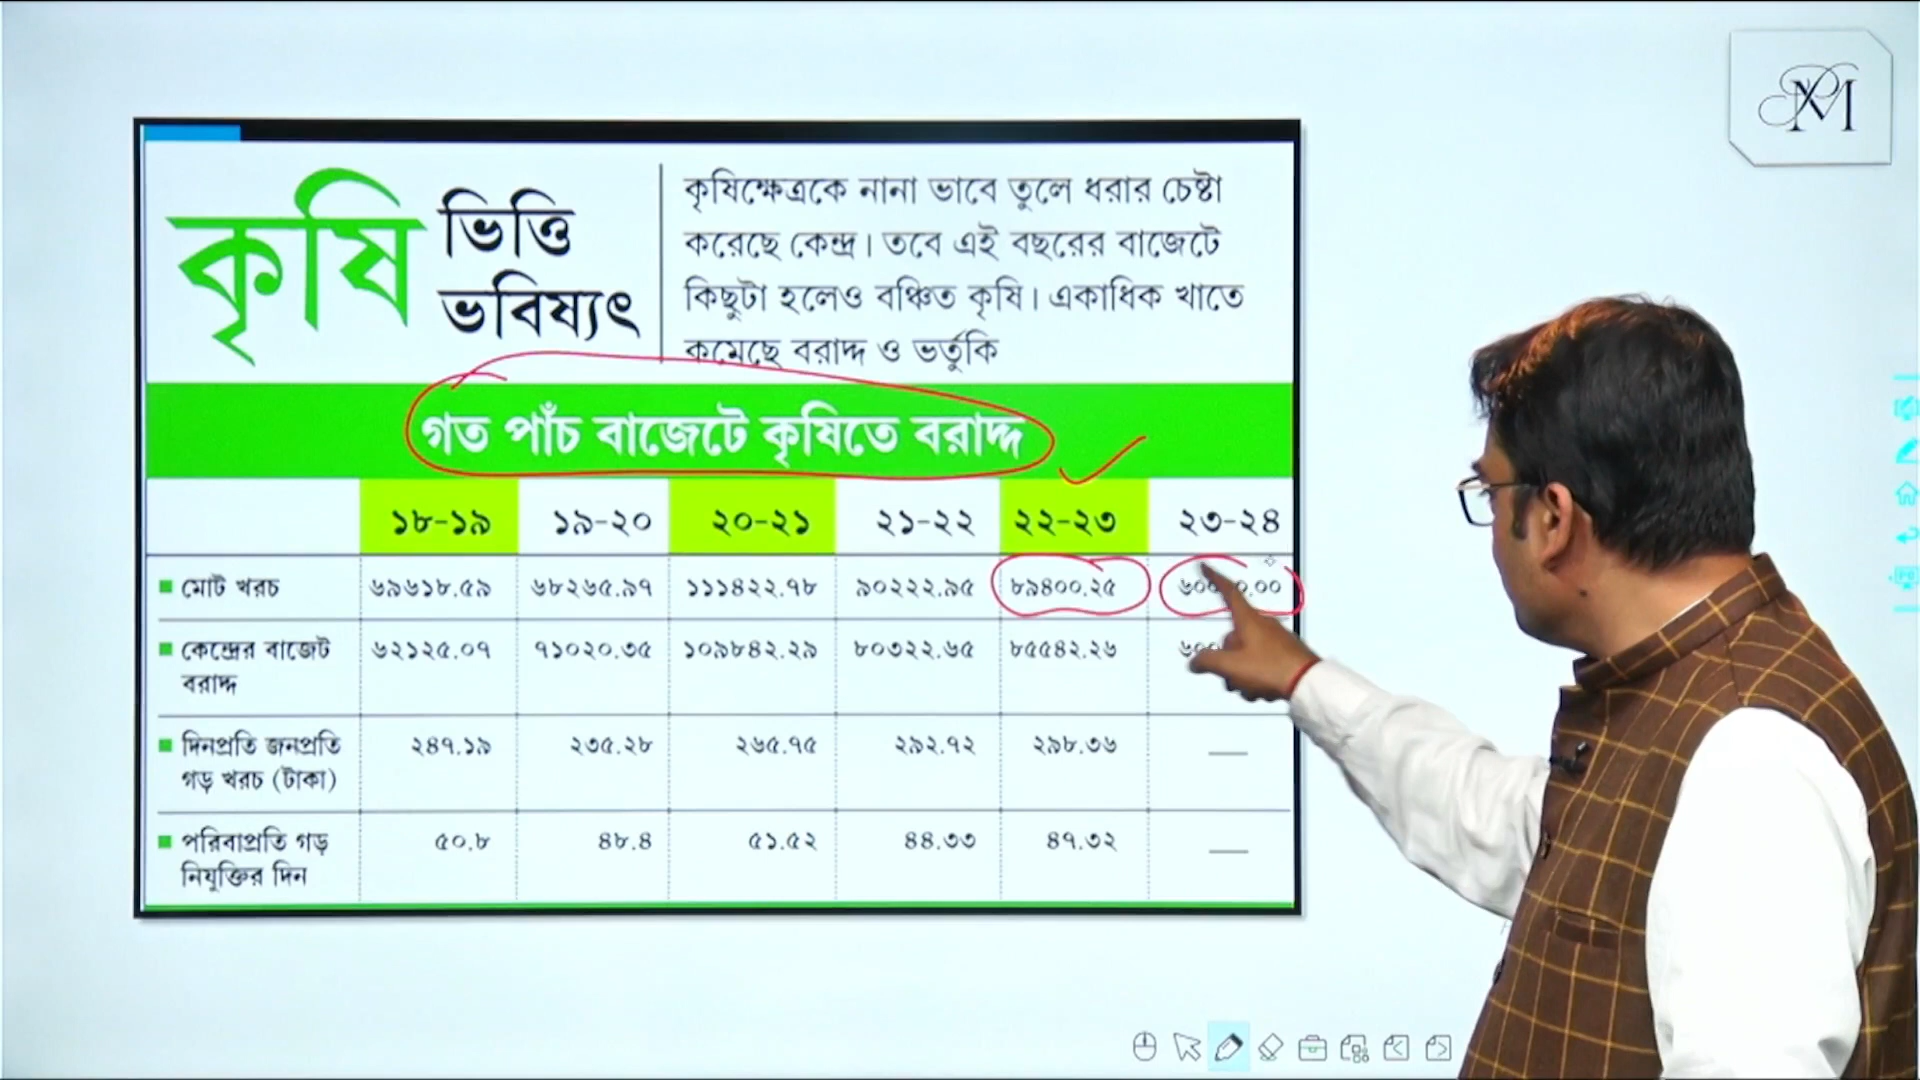 PM
কৃষি
ভিত্তি
ভবিষ্যৎ
কৃষিক্ষেত্রকে নানা ভাবে তুলে ধরার চেষ্টা
করেছে কেন্দ্র। তবে এই বছরের বাজেটে
কিছুটা হলেও বঞ্চিত কৃষি। একাধিক খাতে
কমেছে বরাদ্দ ও ভর্তুকি
গত পাঁচ বাজেটে কৃষিতে বরাদ্দ
১৮-১৯ ১৯-২০ ২০-২১ ২১-২২ ২২-২৩ ২৩-২৪
মোট খরচ ৬৯৬১৮.৫৯ ৬৮২৬৫.৯৭ ১১১৪২২.৭৮ ৯০২২২.৯৫ ৮৯৪০০.২৫
কেন্দ্রের বাজেট ৬২১২৫.০৭ ৭১০২০.৩৫ ১০৯৮৪২.২৯ ৮০৩২২.৬৫ ৮৫৫৪২.২৬
বরাদ্দ
দিনপ্রতি জনপ্রতি ২৪৭.১৯ ২৩৫.২৮ ২৬৫.৭৫ ২৯২.৭২ ২৯৮.৩৬ —
গড় খরচ (টাকা)
পরিবাপ্রতি গড় ৫০.৮ ৪৮.৪ ৫১.৫২ ৪৪.৩৩ ৪৭.৩২ —
নিযুক্তির দিন